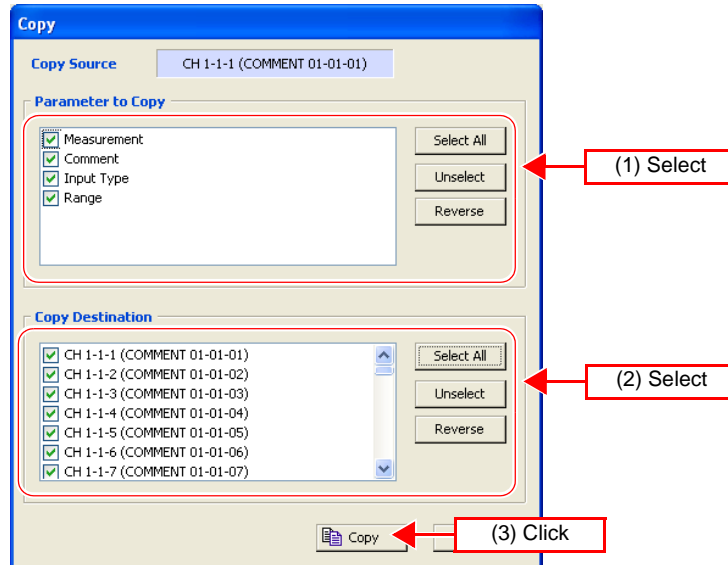 Copy
Copy Source CH 1-1-1 (COMMENT 01-01-01)
Parameter to Copy
Measurement
Comment
Input Type
Range
Select All
Unselect
Reverse
(1) Select
Copy Destination
CH 1-1-1 (COMMENT 01-01-01)
CH 1-1-2 (COMMENT 01-01-02)
CH 1-1-3 (COMMENT 01-01-03)
CH 1-1-4 (COMMENT 01-01-04)
CH 1-1-5 (COMMENT 01-01-05)
CH 1-1-6 (COMMENT 01-01-06)
CH 1-1-7 (COMMENT 01-01-07)
Select All
Unselect
Reverse
(2) Select
Copy
(3) Click